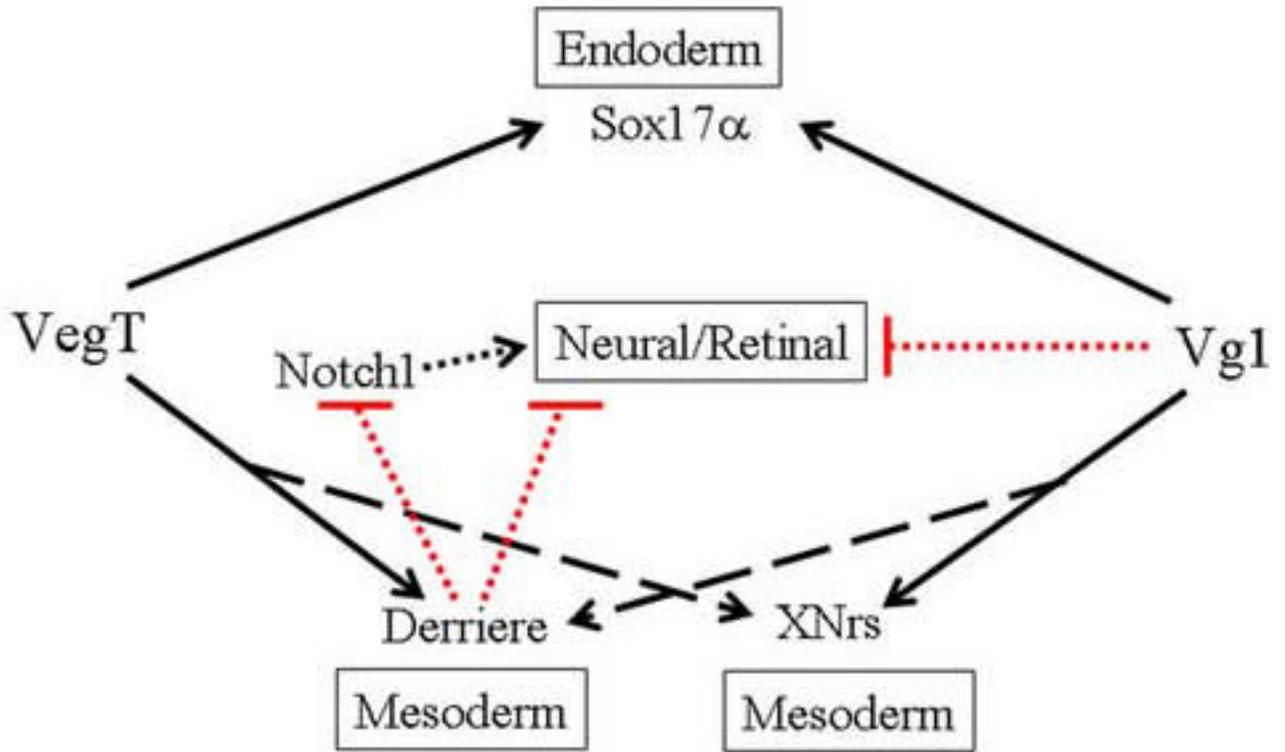 Endoderm
Sox17α
VegT
Notch1
Neural/Retinal
Vg1
Derriere
XNrs
Mesoderm
Mesoderm